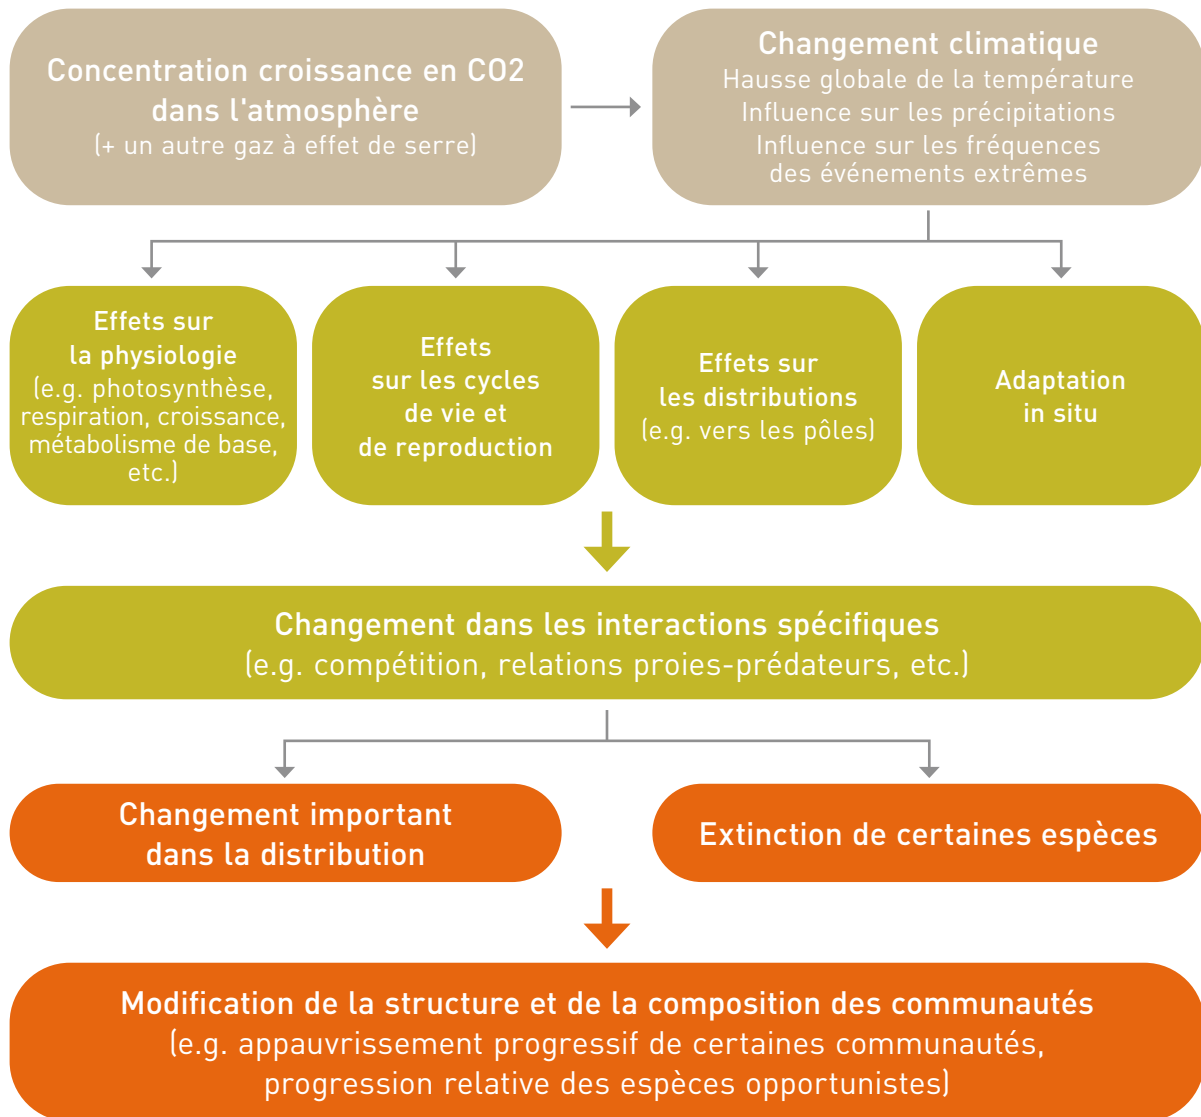 Concentration croissance en CO2
dans l'atmosphère
(+ un autre gaz à effet de serre)
Changement climatique
Hausse globale de la température
Influence sur les précipitations
Influence sur les fréquences
des événements extrêmes
Effets sur
la physiologie
(e.g. photosynthèse,
respiration, croissance,
métabolisme de base,
etc.)
Effets
sur les cycles
de vie et
de reproduction
Effets sur
les distributions
(e.g. vers les pôles)
Adaptation
in situ
Changement dans les interactions spécifiques
(e.g. compétition, relations proies-prédateurs, etc.)
Changement important
dans la distribution
Extinction de certaines espèces
Modification de la structure et de la composition des communautés
(e.g. appauvrissement progressif de certaines communautés,
progression relative des espèces opportunistes)